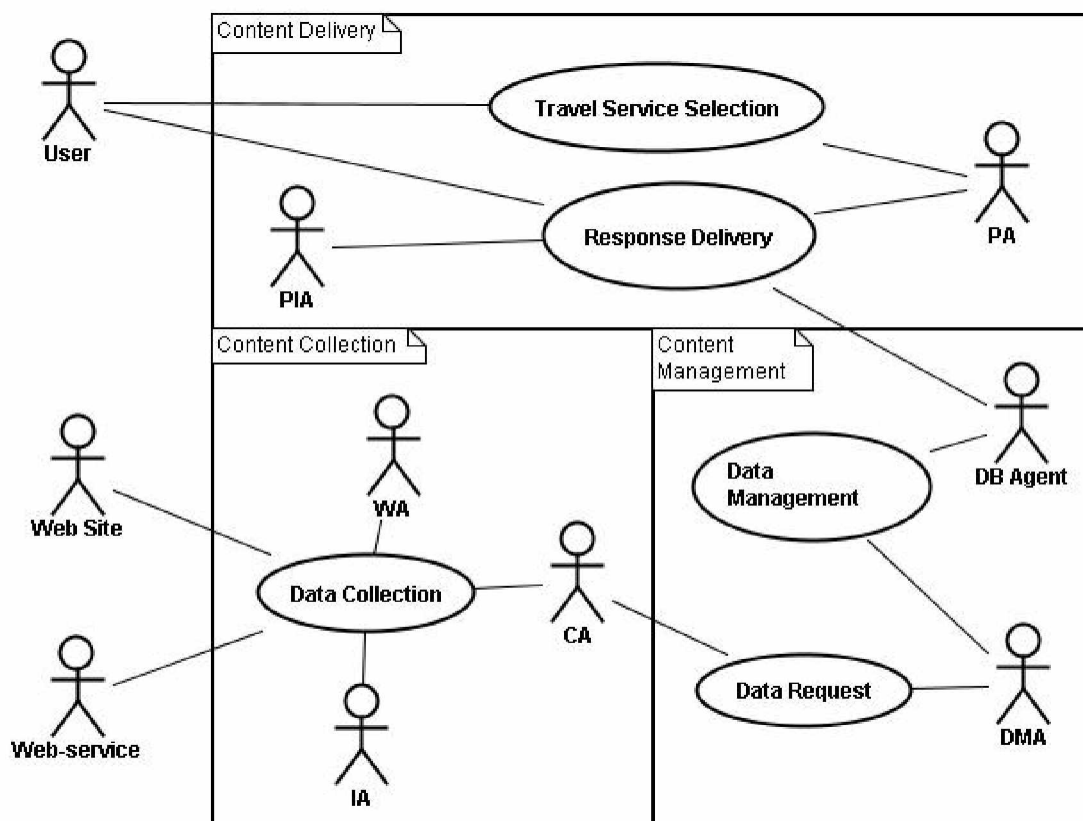 Content Delivery
Travel Service Selection
User
PA
Response Delivery
PIA
Content Collection
Content
Management
WA
Data
Management
DB Agent
Web Site
Data Collection
CA
Data Request
DMA
Web-service
IA